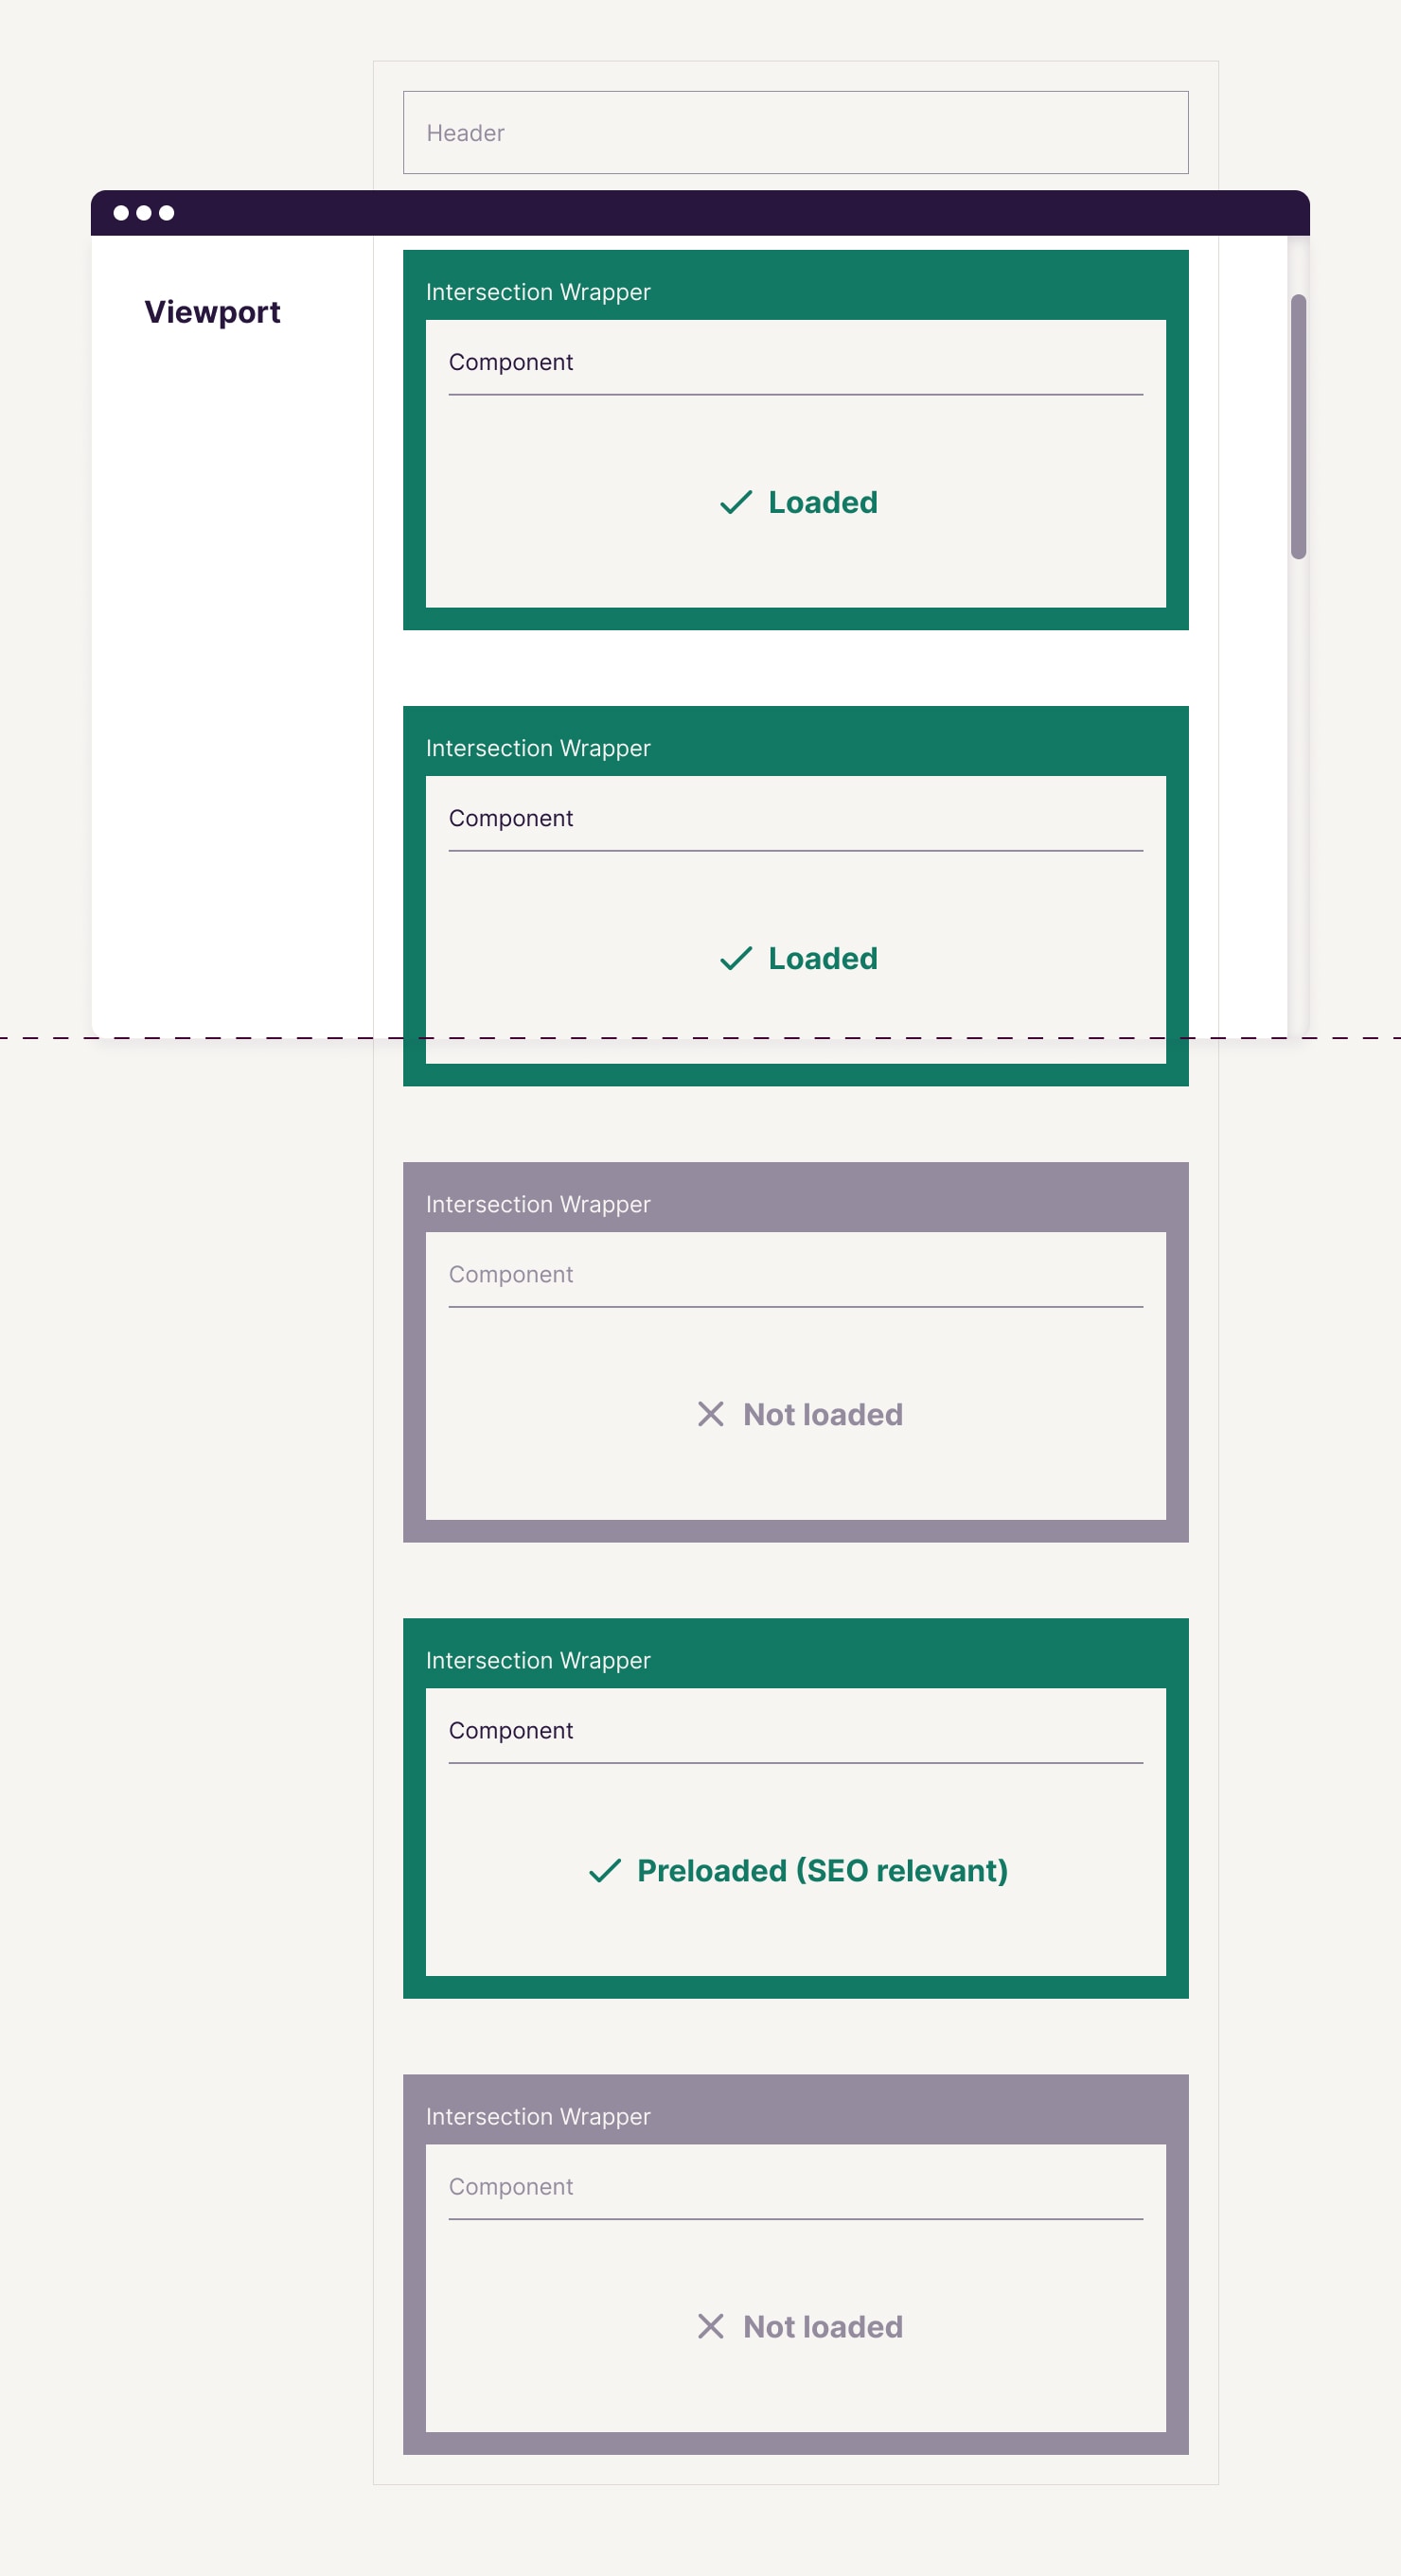 Header
Viewport
Intersection Wrapper
Component
Loaded
Intersection Wrapper
Component
Loaded
Intersection Wrapper
Component
Not loaded
Intersection Wrapper
Component
Preloaded (SEO relevant)
Intersection Wrapper
Component
Not loaded